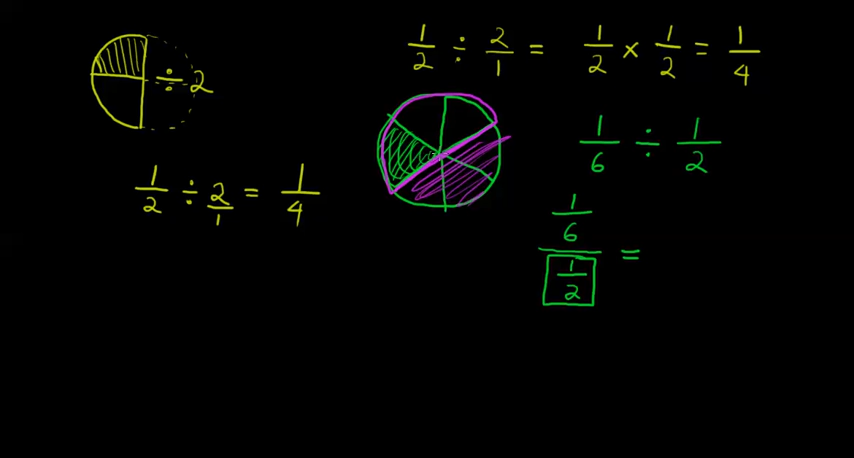 ÷ 2
1/2 ÷ 2/1 = 1/4
1/2 ÷ 2/1 = 1/2 × 1/2 = 1/4
1/6 ÷ 1/2
1/6 / 1/2 =